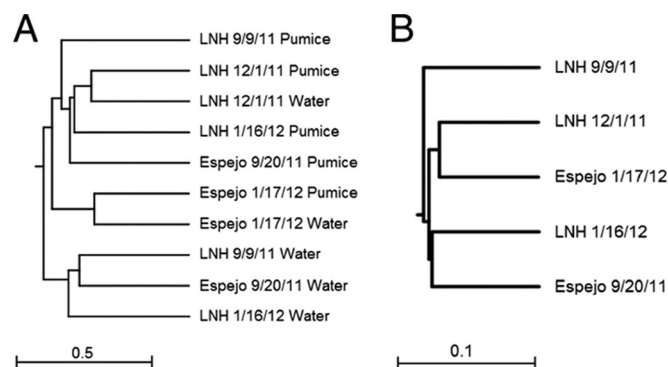 A
LNH 9/9/11 Pumice
LNH 12/1/11 Pumice
LNH 12/1/11 Water
LNH 1/16/12 Pumice
Espejo 9/20/11 Pumice
Espejo 1/17/12 Pumice
Espejo 1/17/12 Water
LNH 9/9/11 Water
Espejo 9/20/11 Water
LNH 1/16/12 Water
0.5
B
LNH 9/9/11
LNH 12/1/11
Espejo 1/17/12
LNH 1/16/12
Espejo 9/20/11
0.1